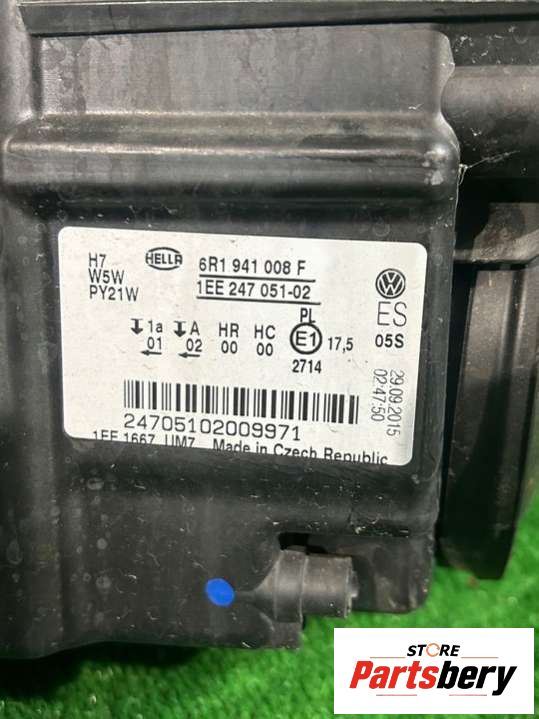 H7
W5W
PY21W
HELLA
6R1 941 008 F
1EE 247 051-02
VW
ES
05S
1a A HR HC PL
01 02 00 00 E1 17,5
2714
29.09.2015
02:47:50
24705102009971
1EE 1667 UM7 Made in Czech Republic
STORE
Partsbery